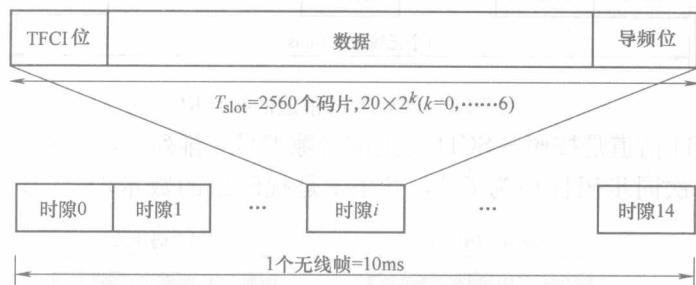 TFCI位 数据 导频位
T_slot=2560个码片,20×2^k(k=0,……6)
时隙0 时隙1 … 时隙i … 时隙14
1个无线帧=10ms